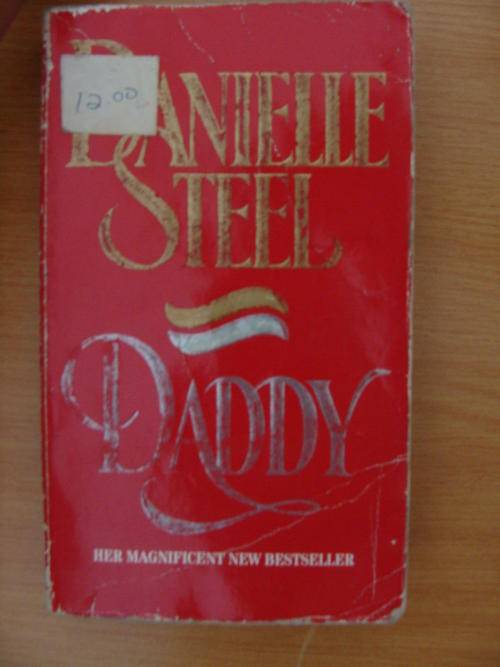 12.00
DANIELLE
STEEL
DADDY
HER MAGNIFICENT NEW BESTSELLER